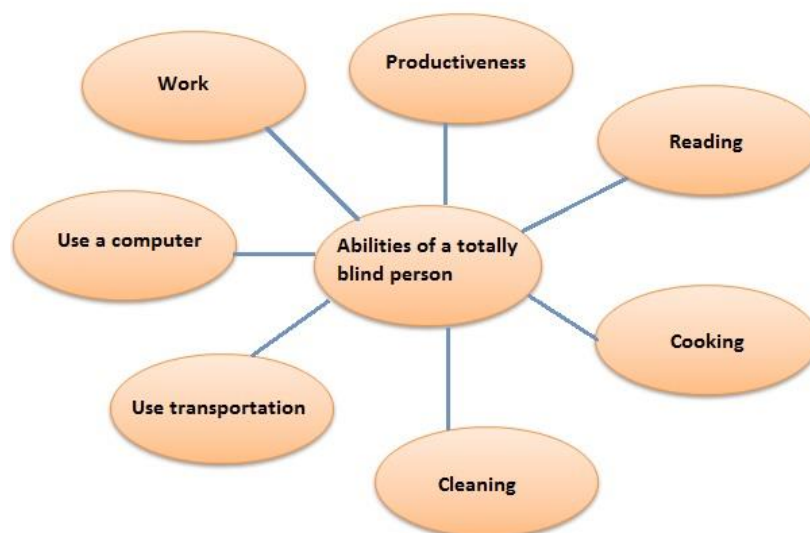 Productiveness
Work
Reading
Use a computer
Abilities of a totally
blind person
Cooking
Use transportation
Cleaning